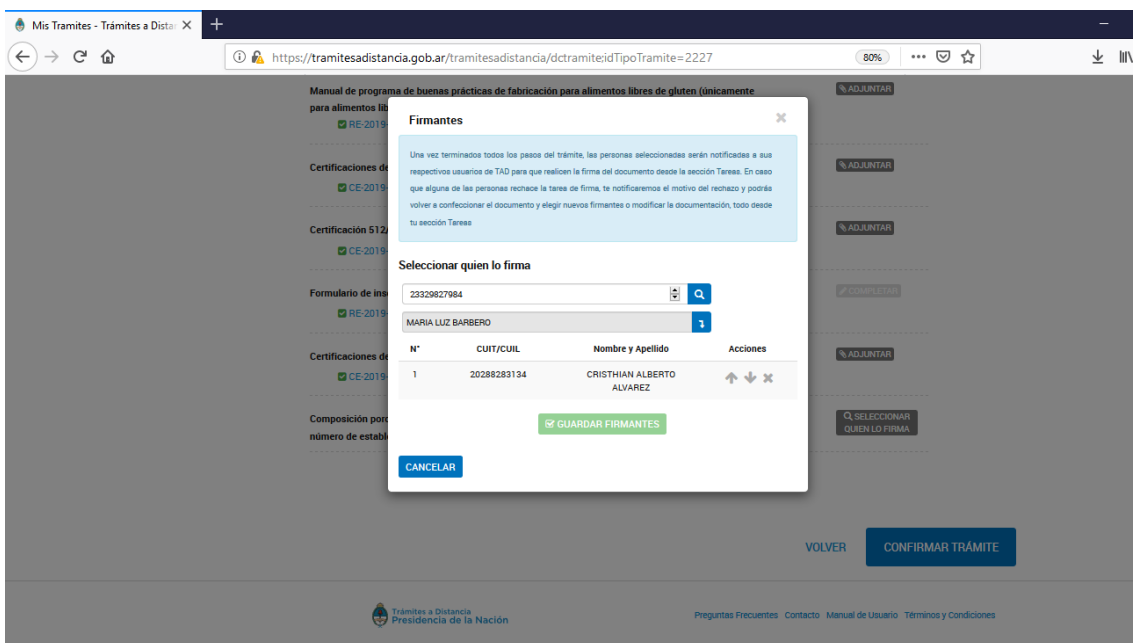 Mis Tramites - Trámites a Distan
https://tramitesadistancia.gob.ar/tramitesadistancia/dctramite;idTipoTramite=2227
80%
Manual de programa de buenas prácticas de fabricación para alimentos libres de gluten (únicamente
para alimentos lib
RE-2019-
ADJUNTAR
Certificaciones de
CE-2019-
ADJUNTAR
Certificación 512/
CE-2019-
ADJUNTAR
Formulario de ins
RE-2019-
COMPLETAR
Certificaciones de
CE-2019-
ADJUNTAR
Composición porc
número de estable
SELECCIONAR
QUIEN LO FIRMA
Firmantes
Una vez terminados todos los pasos del trámite, las personas seleccionadas serán notificadas a sus
respectivos usuarios de TAD para que realicen la firma del documento desde la sección Tareas. En caso
que alguna de las personas rechace la tarea de firma, te notificaremos el motivo del rechazo y podrás
volver a confeccionar el documento y elegir nuevos firmantes o modificar la documentación, todo desde
tu sección Tareas
Seleccionar quien lo firma
23329827984
MARIA LUZ BARBERO
N° CUIT/CUIL Nombre y Apellido Acciones
1 20288283134 CRISTHIAN ALBERTO
ALVAREZ
GUARDAR FIRMANTES
CANCELAR
VOLVER CONFIRMAR TRÁMITE
Trámites a Distancia
Presidencia de la Nación
Preguntas Frecuentes Contacto Manual de Usuario Términos y Condiciones